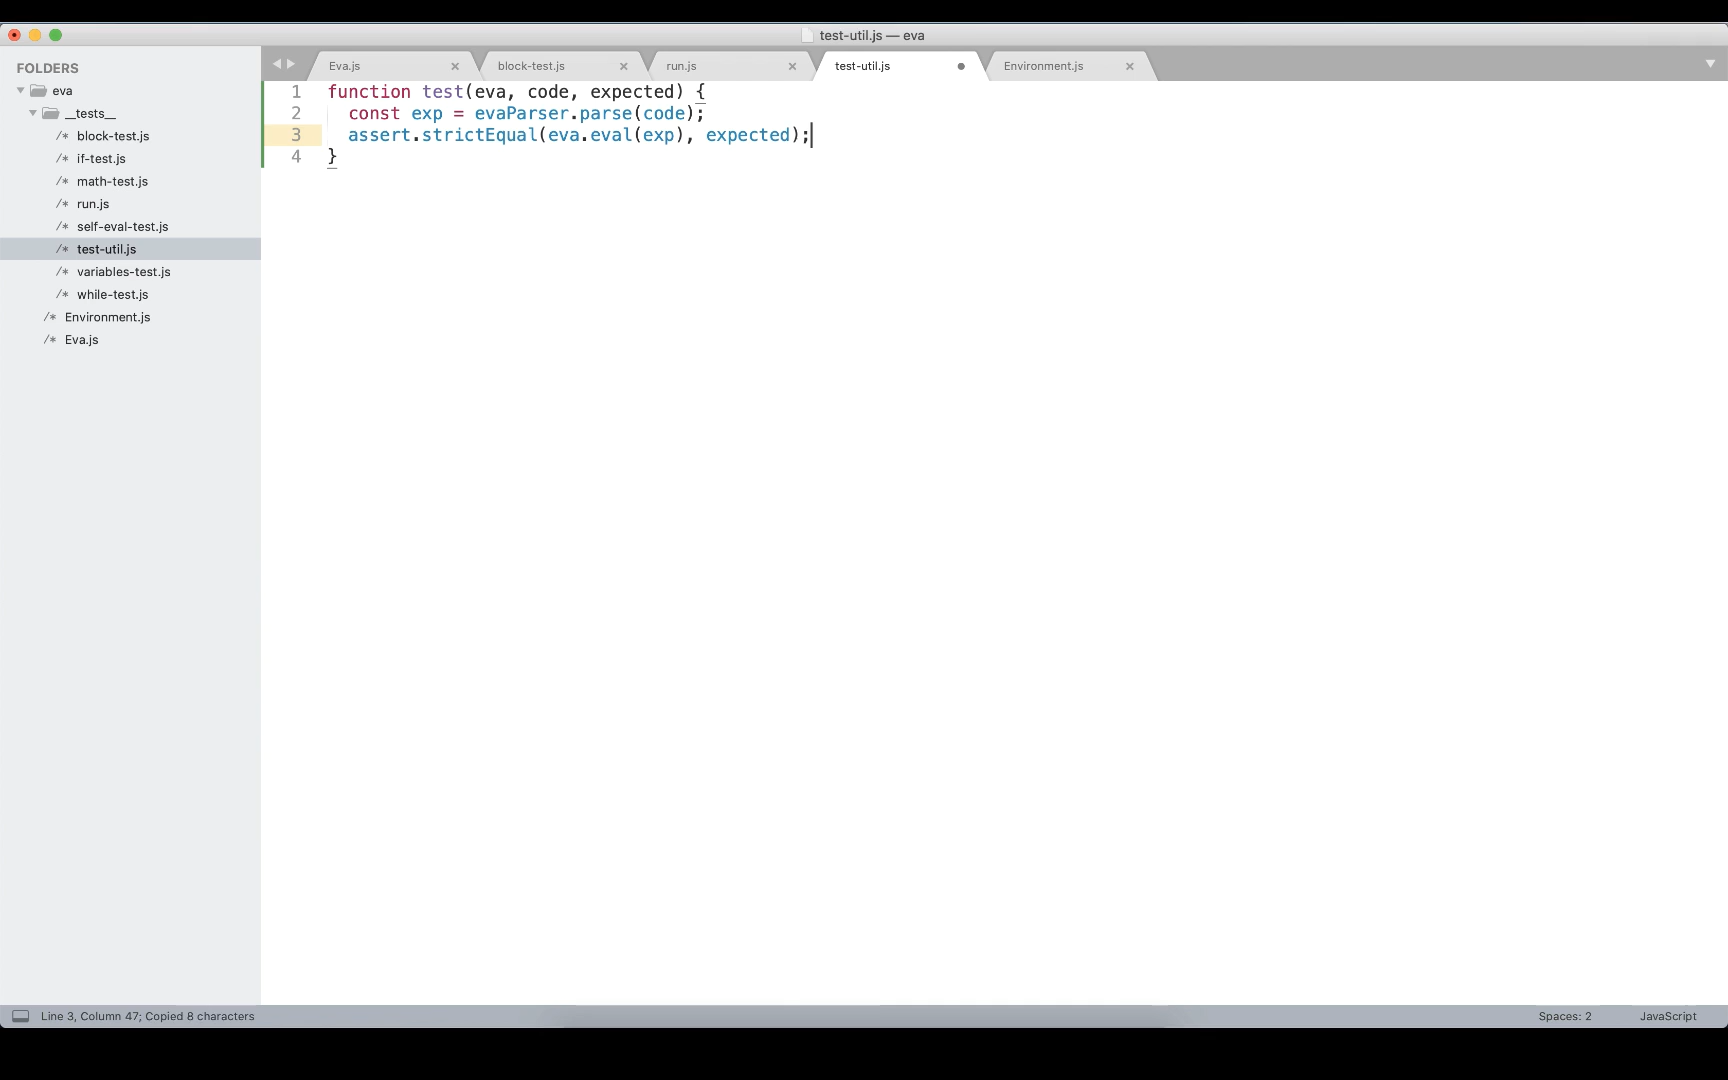 test-util.js — eva
FOLDERS
eva
__tests__
/* block-test.js
/* if-test.js
/* math-test.js
/* run.js
/* self-eval-test.js
/* test-util.js
/* variables-test.js
/* while-test.js
/* Environment.js
/* Eva.js
Eva.js × block-test.js × run.js × test-util.js Environment.js ×
1 function test(eva, code, expected) {
2 const exp = evaParser.parse(code);
3 assert.strictEqual(eva.eval(exp), expected);
4 }
Line 3, Column 47; Copied 8 characters Spaces: 2 JavaScript